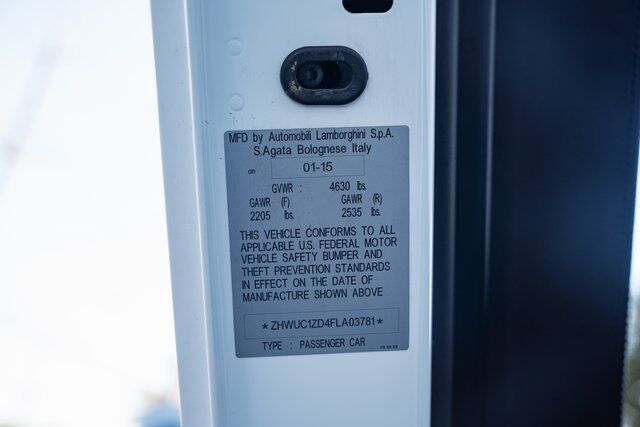 MFD by Automobili Lamborghini S.p.A.
S.Agata Bolognese Italy
on 01-15
GVWR : 4630 lbs.
GAWR (F) GAWR (R)
2205 lbs. 2535 lbs.
THIS VEHICLE CONFORMS TO ALL
APPLICABLE U.S. FEDERAL MOTOR
VEHICLE SAFETY BUMPER AND
THEFT PREVENTION STANDARDS
IN EFFECT ON THE DATE OF
MANUFACTURE SHOWN ABOVE
*ZHWUC1ZD4FLA03781*
TYPE : PASSENGER CAR